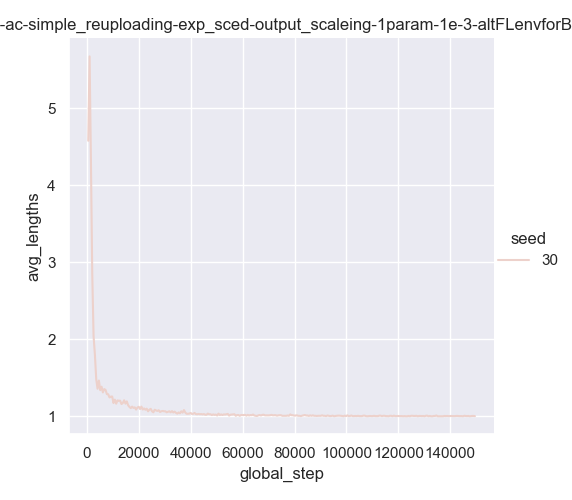 -ac-simple_reuploading-exp_sced-output_scaleing-1param-1e-3-altFLenvforB
5
4
3
2
1
avg_lengths
0 20000 40000 60000 80000 100000 120000 140000
global_step
seed
30